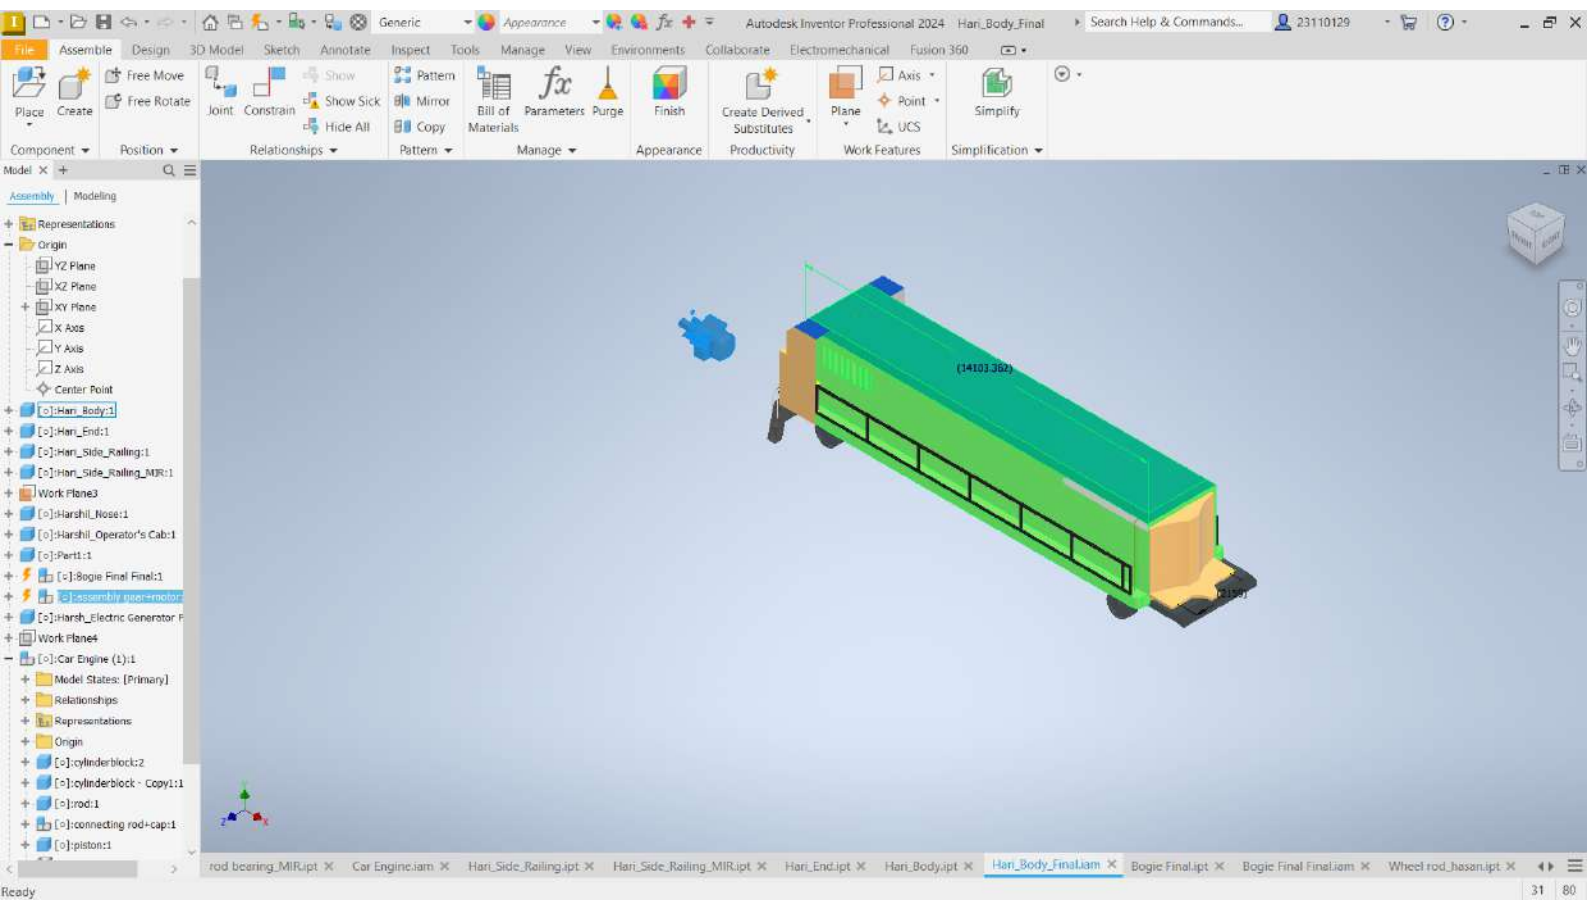 Generic
Appearance
Autodesk Inventor Professional 2024 Hari_Body_Final
Search Help & Commands...
23110129
File Assemble Design 3D Model Sketch Annotate Inspect Tools Manage View Environments Collaborate Electromechanical Fusion 360
Place
Create
Free Move
Free Rotate
Joint
Constrain
Show
Show Sick
Hide All
Pattern
Mirror
Copy
Bill of
Materials
Parameters
Purge
Finish
Create Derived
Substitutes
Plane
Axis
Point
UCS
Simplify
Component
Position
Relationships
Pattern
Manage
Appearance
Productivity
Work Features
Simplification
Model
Assembly | Modeling
Representations
Origin
YZ Plane
XZ Plane
XY Plane
X Axis
Y Axis
Z Axis
Center Point
Hari_Body:1
Hari_End:1
Hari_Side_Railing:1
Hari_Side_Railing_MIR:1
Work Plane3
Harshil_Nose:1
Harshil_Operator's Cab:1
Part1:1
Bogie Final Final:1
assembly gear+motor:
Harsh_Electric Generator F
Work Plane4
Car Engine (1):1
Model States: [Primary]
Relationships
Representations
Origin
cylinderblock:2
cylinderblock - Copy1:1
rod:1
connecting rod+cap:1
piston:1
(14103.362)
(2159)
Z
X
rod bearing_MIR.ipt Car Engine.iam Hari_Side_Railing.ipt Hari_Side_Railing_MIR.ipt Hari_End.ipt Hari_Body.ipt Hari_Body_Final.iam Bogie Final.ipt Bogie Final Final.iam Wheel rod_hasan.ipt
Ready
31 80